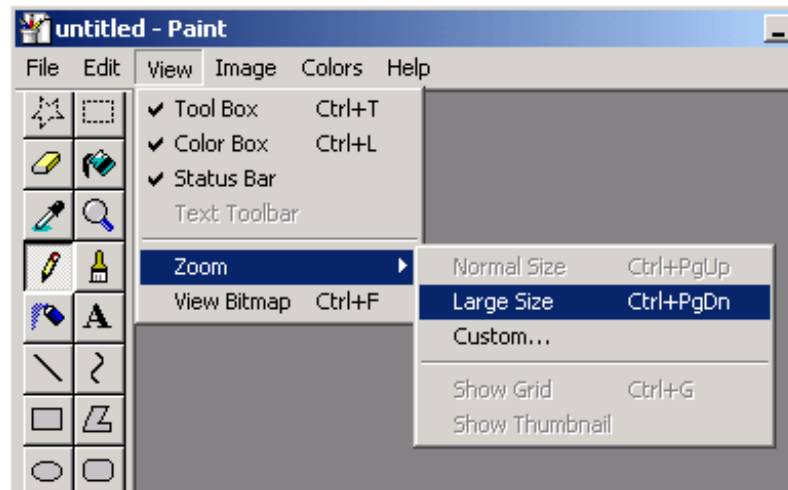 untitled - Paint
File Edit View Image Colors Help
Tool Box Ctrl+T
Color Box Ctrl+L
Status Bar
Text Toolbar
Zoom
View Bitmap Ctrl+F
Normal Size Ctrl+PgUp
Large Size Ctrl+PgDn
Custom...
Show Grid Ctrl+G
Show Thumbnail
A